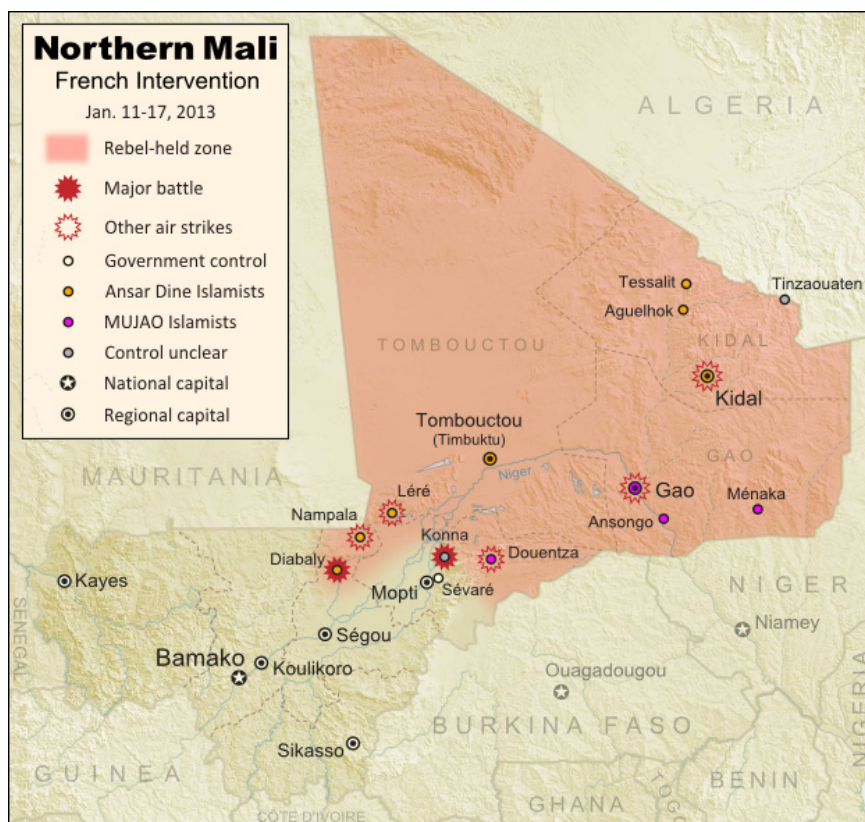 Northern Mali
French Intervention
Jan. 11-17, 2013
Rebel-held zone
Major battle
Other air strikes
Government control
Ansar Dine Islamists
MUJAO Islamists
Control unclear
National capital
Regional capital
ALGERIA
Tessalit
Tinzaouaten
Aguelhok
KIDAL
TOMBOUCTOU
Kidal
Tombouctou
(Timbuktu)
GAO
Niger
MAURITANIA
Léré
Gao
Ménaka
Nampala
Ansongo
Konna
Diabaly
Douentza
Kayes
Mopti
Sévaré
NIGER
SENEGAL
Niamey
Ségou
Bamako
Koulikoro
Ouagadougou
BURKINA FASO
NIGERIA
Sikasso
GUINEA
BENIN
TOGO
GHANA
CÔTE D'IVOIRE